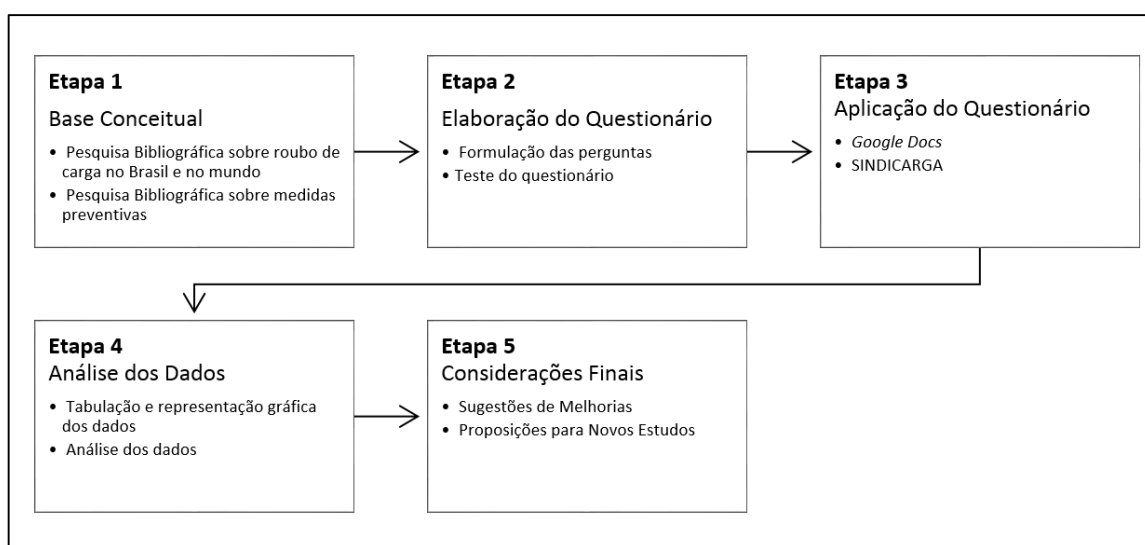 Etapa 1
Base Conceitual
• Pesquisa Bibliográfica sobre roubo de
carga no Brasil e no mundo
• Pesquisa Bibliográfica sobre medidas
preventivas
Etapa 2
Elaboração do Questionário
• Formulação das perguntas
• Teste do questionário
Etapa 3
Aplicação do Questionário
• Google Docs
• SINDICARGA
Etapa 4
Análise dos Dados
• Tabulação e representação gráfica
dos dados
• Análise dos dados
Etapa 5
Considerações Finais
• Sugestões de Melhorias
• Proposições para Novos Estudos